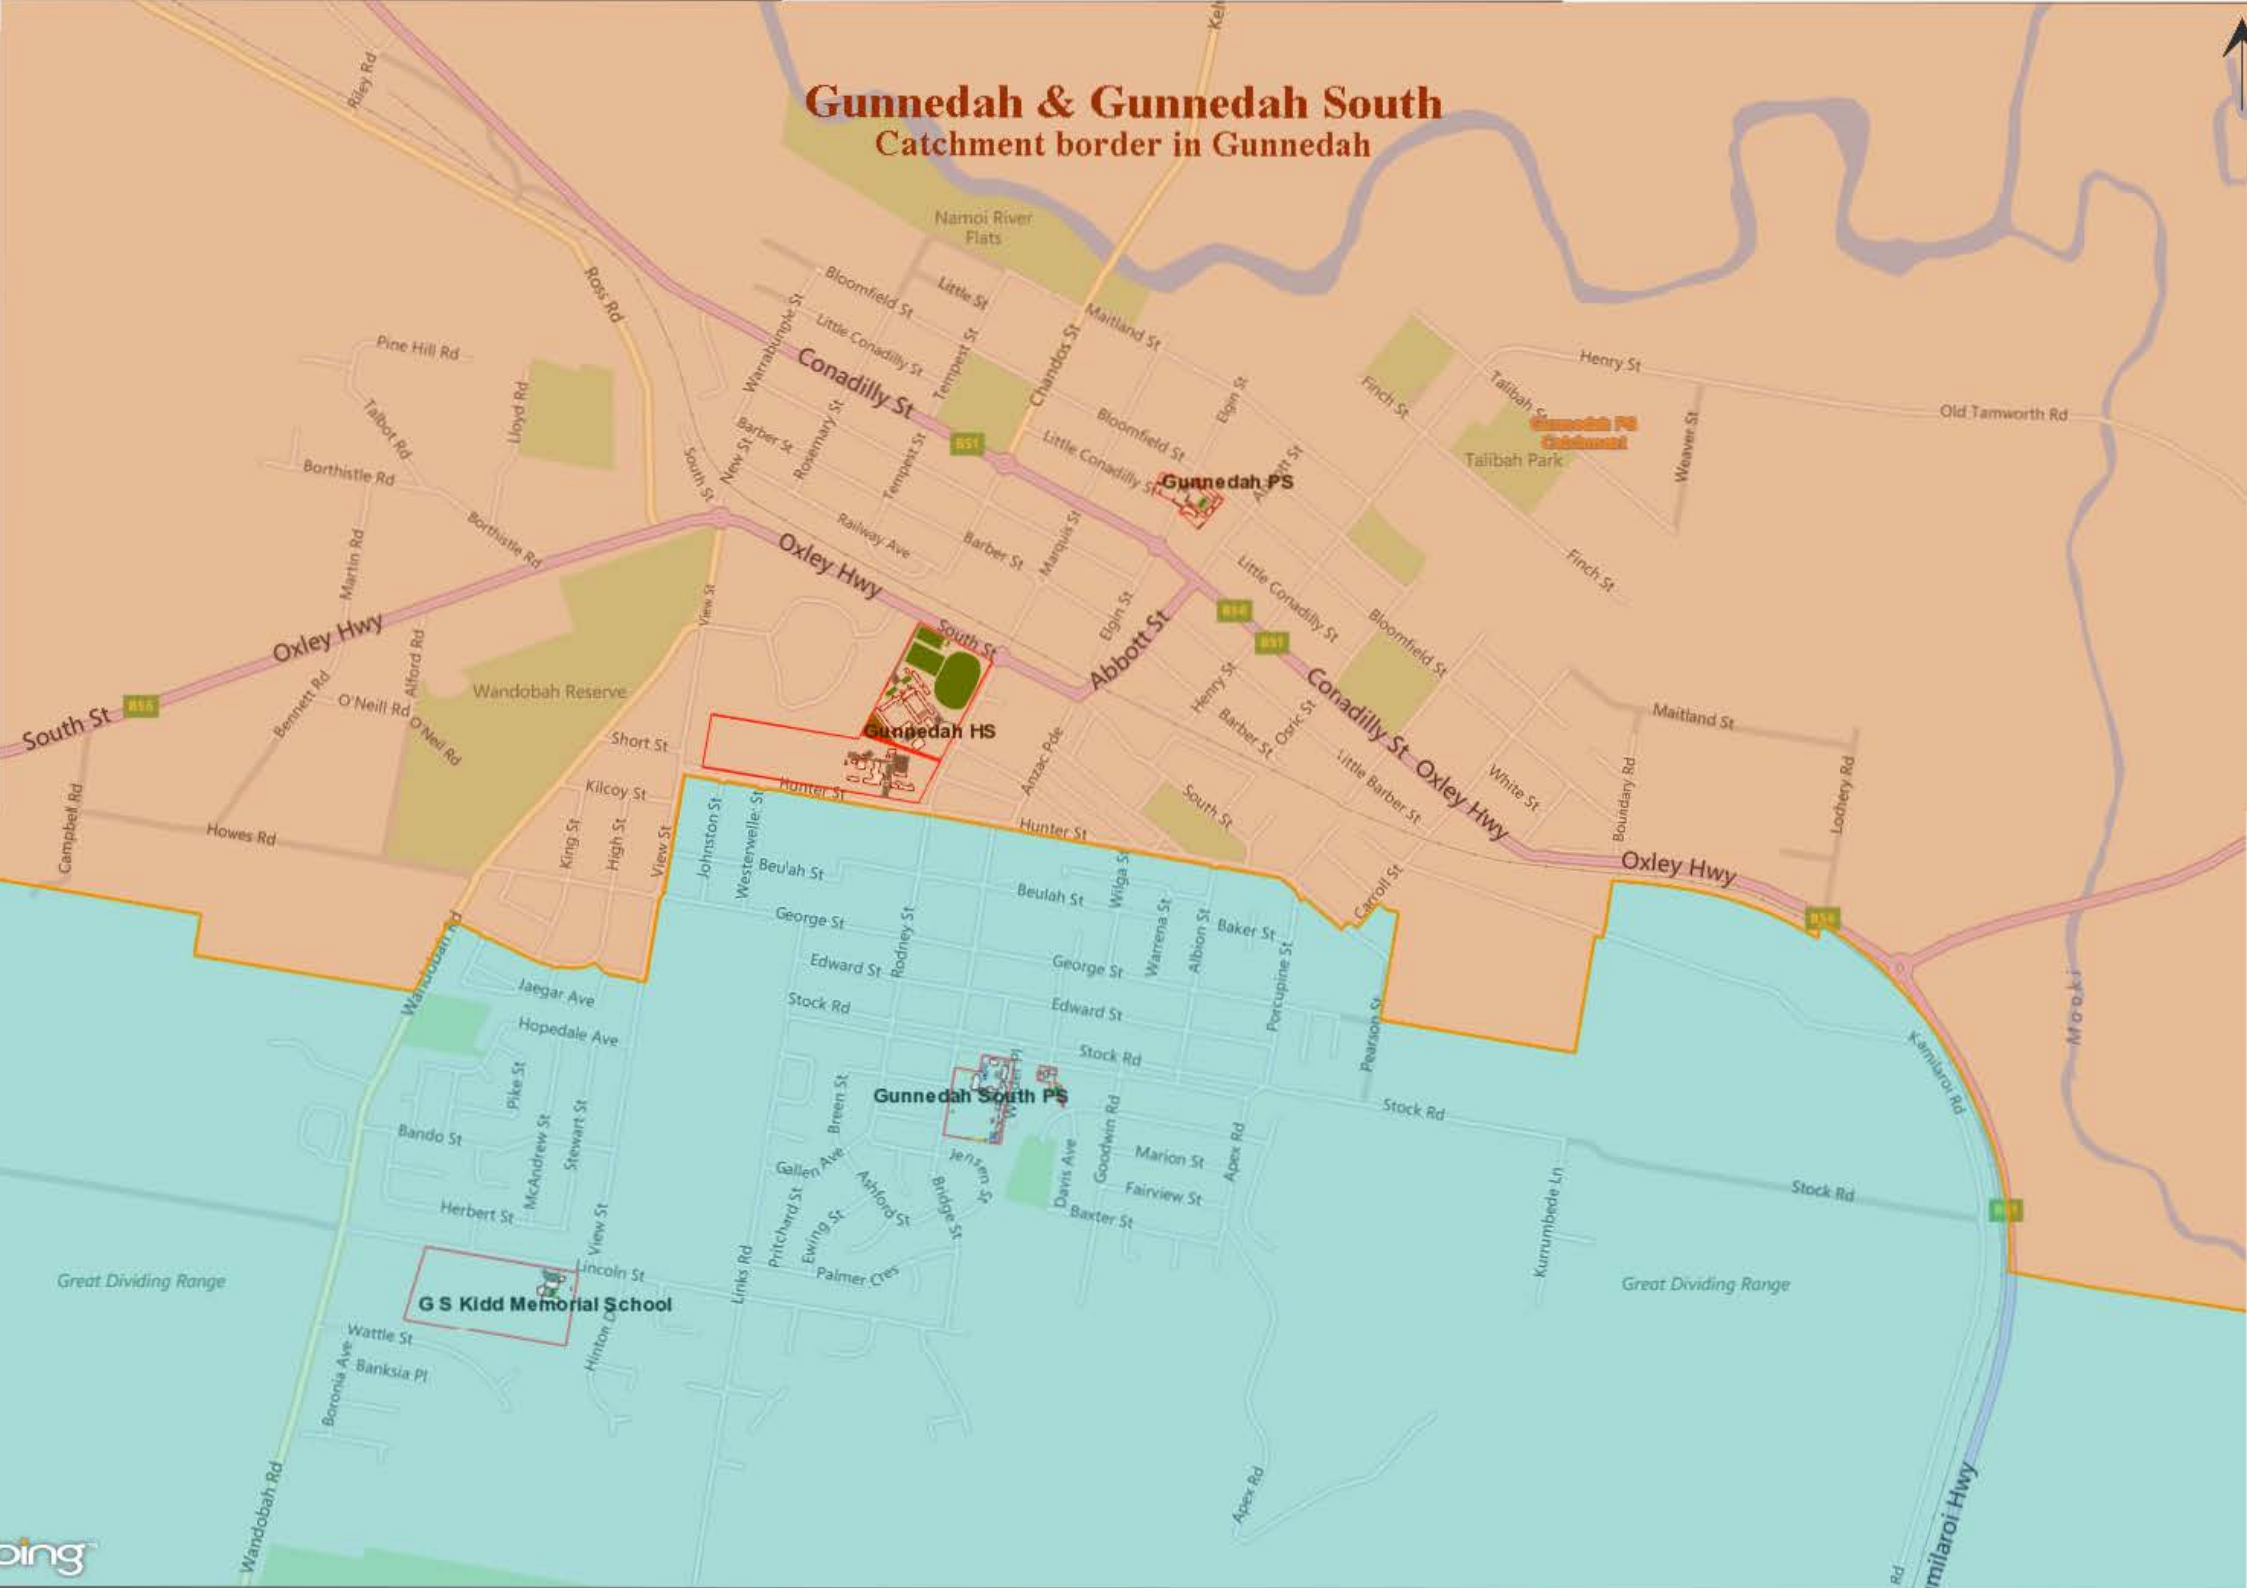 Gunnedah & Gunnedah South
Catchment border in Gunnedah
Riley Rd
Namoi River
Flats
Ross Rd
Bloomfield St
Little St
Warrabungle St
Little Conadilly St
Tempest St
Chandos St
Maitland St
Pine Hill Rd
Conadilly St
Henry St
Talbot Rd
Lloyd Rd
Elgin St
Finch St
Talibah St
Old Tamworth Rd
Gunnedah PS
Catchment
Talibah Park
Weaver St
Barber St
Rosemary St
New St
South St
Tempest St
B51
Bloomfield St
Little Conadilly St
Gunnedah PS
Borthistle Rd
Borthistle Rd
Martin Rd
Railway Ave
Barber St
Marquis St
Oxley Hwy
Finch St
Oxley Hwy
View St
South St
Elgin St
Abbott St
B56
B51
Little Conadilly St
Bloomfield St
Alford Rd
Bennett Rd
O'Neill Rd
O'Neil Rd
Wandobah Reserve
B56
South St
Henry St
Barber St
Osric St
Conadilly St
Oxley Hwy
Maitland St
Gunnedah HS
Short St
Anzac Pde
Little Barber St
White St
Boundary Rd
Lochery Rd
Kilcoy St
Hunter St
Hunter St
South St
Campbell Rd
Howes Rd
King St
High St
View St
Johnston St
Westerwelle St
Beulah St
Oxley Hwy
Carroll St
Beulah St
Wilga St
George St
Rodney St
Warrena St
Albion St
Baker St
B56
Wandobah Rd
Edward St
George St
Porcupine St
Jaegar Ave
Stock Rd
Edward St
Pearson St
Mooki
Hopedale Ave
Stock Rd
Kamilaroi Rd
Pike St
Gunnedah South PS
Breen St
Stock Rd
McAndrew St
Stewart St
Bando St
Goodwin Rd
Gallen Ave
Jensen St
Davis Ave
Marion St
Apex Rd
Ashford St
Bridge St
Fairview St
Kurrumbede Ln
Stock Rd
Herbert St
View St
Pritchard St
Ewing St
Baxter St
Great Dividing Range
Lincoln St
Links Rd
Palmer Cres
Great Dividing Range
G S Kidd Memorial School
Wattle St
Boronia Ave
Banksia Pl
Wandobah Rd
Apex Rd
bing
Rd
milaroi Hwy